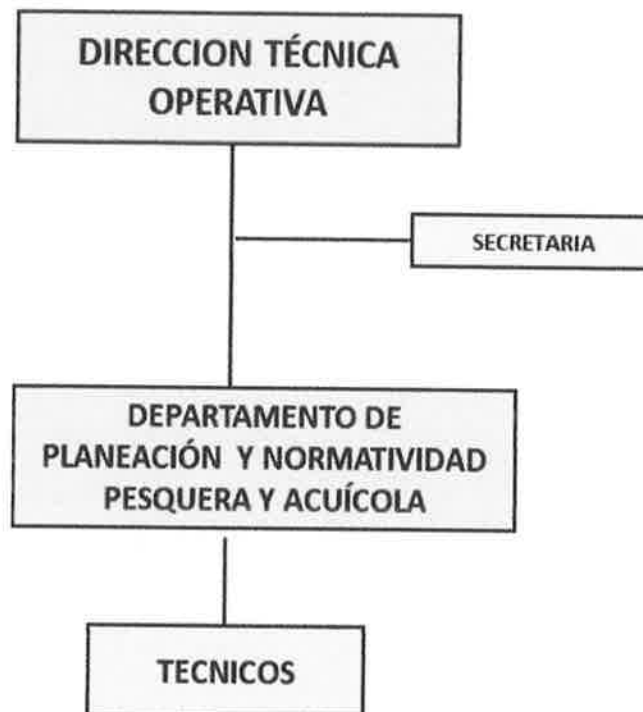 DIRECCION TÉCNICA
OPERATIVA
SECRETARIA
DEPARTAMENTO DE
PLANEACIÓN Y NORMATIVIDAD
PESQUERA Y ACUÍCOLA
TECNICOS